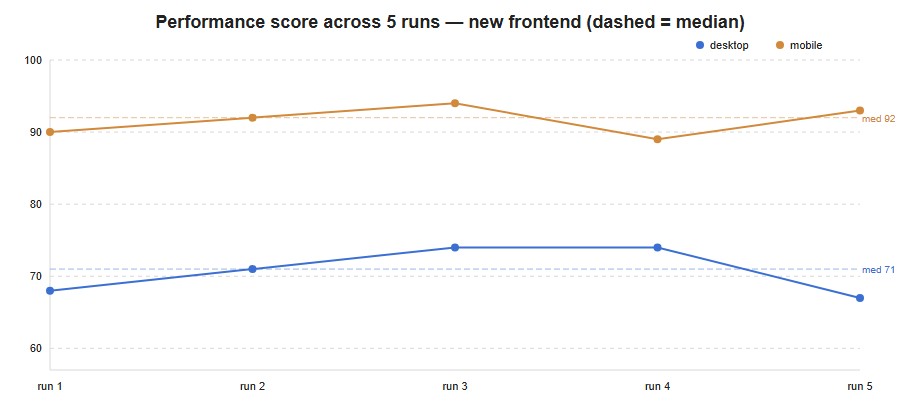 Performance score across 5 runs — new frontend (dashed = median)
desktop
mobile
100
90
80
70
60
med 92
med 71
run 1
run 2
run 3
run 4
run 5